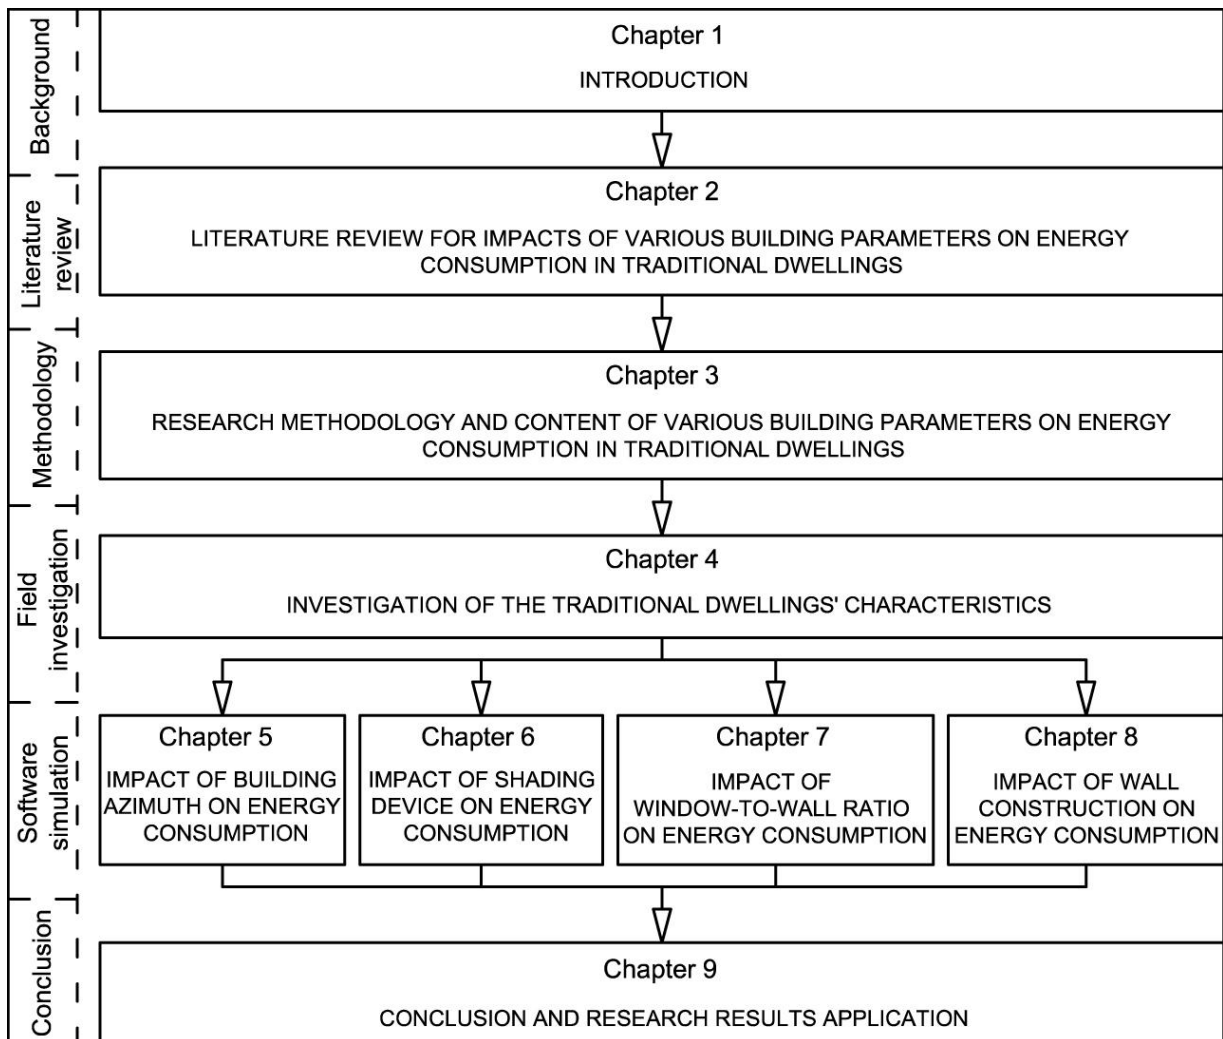 Background
Chapter 1
INTRODUCTION
Literature
review
Chapter 2
LITERATURE REVIEW FOR IMPACTS OF VARIOUS BUILDING PARAMETERS ON ENERGY
CONSUMPTION IN TRADITIONAL DWELLINGS
Methodology
Chapter 3
RESEARCH METHODOLOGY AND CONTENT OF VARIOUS BUILDING PARAMETERS ON ENERGY
CONSUMPTION IN TRADITIONAL DWELLINGS
Field
investigation
Chapter 4
INVESTIGATION OF THE TRADITIONAL DWELLINGS' CHARACTERISTICS
Software
simulation
Chapter 5
IMPACT OF BUILDING
AZIMUTH ON ENERGY
CONSUMPTION
Chapter 6
IMPACT OF SHADING
DEVICE ON ENERGY
CONSUMPTION
Chapter 7
IMPACT OF
WINDOW-TO-WALL RATIO
ON ENERGY CONSUMPTION
Chapter 8
IMPACT OF WALL
CONSTRUCTION ON
ENERGY CONSUMPTION
Conclusion
Chapter 9
CONCLUSION AND RESEARCH RESULTS APPLICATION